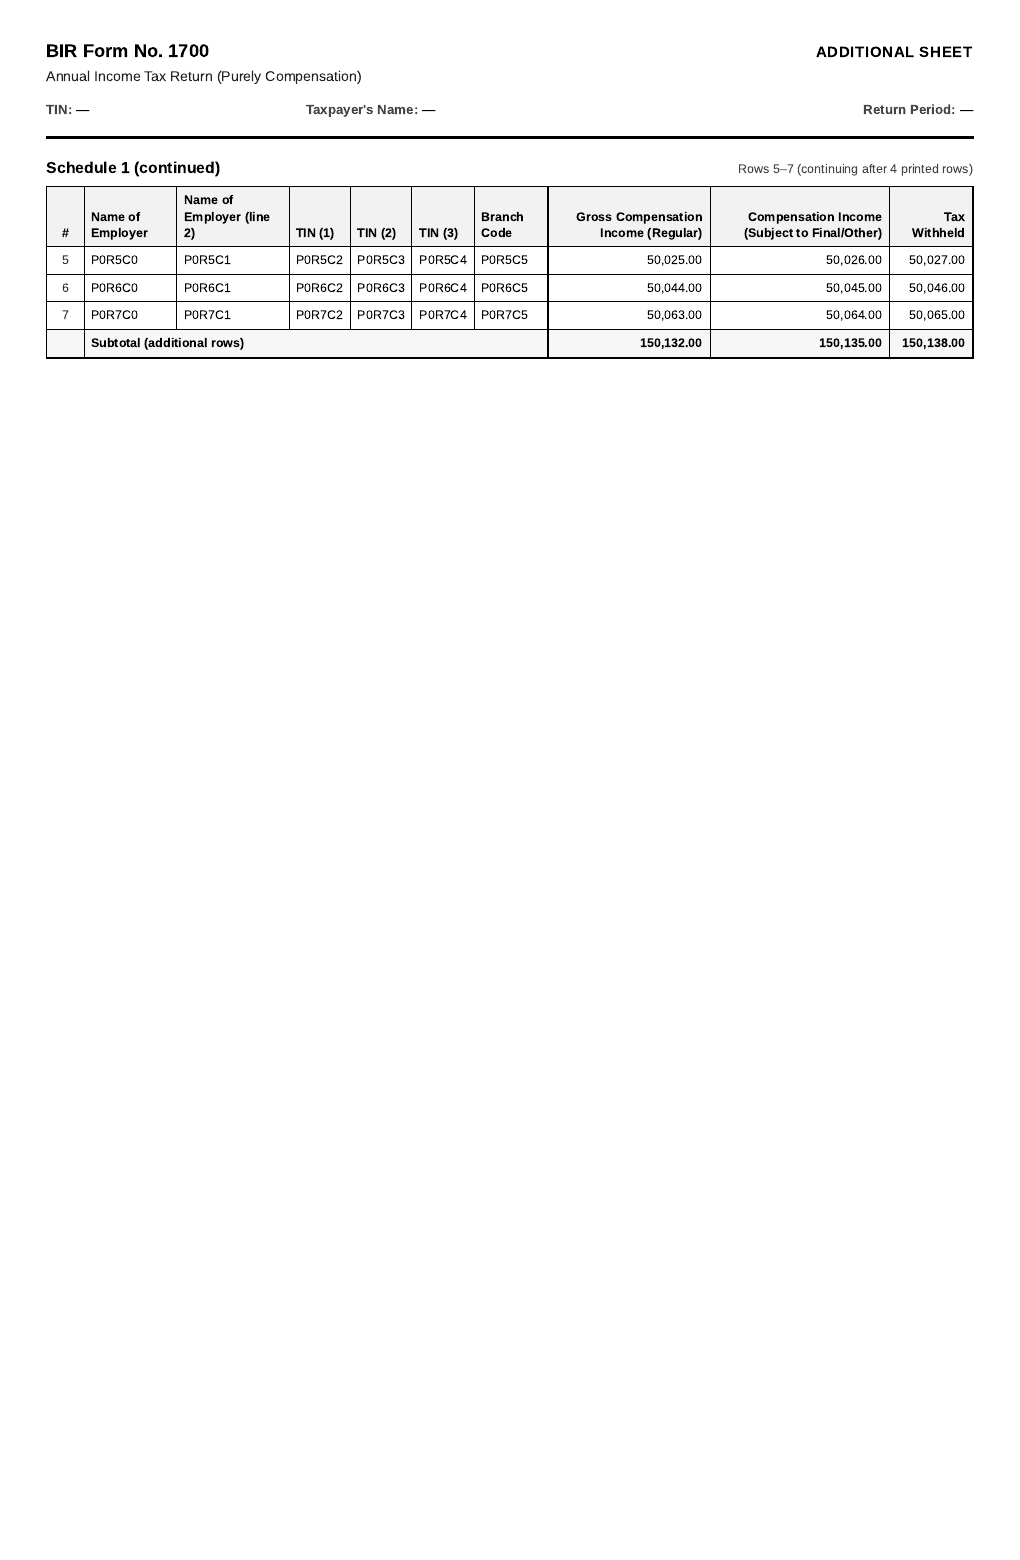 BIR Form No. 1700
ADDITIONAL SHEET
Annual Income Tax Return (Purely Compensation)
TIN: — Taxpayer's Name: — Return Period: —
Schedule 1 (continued)
Rows 5–7 (continuing after 4 printed rows)
# Name of Employer Name of Employer (line 2) TIN (1) TIN (2) TIN (3) Branch Code Gross Compensation Income (Regular) Compensation Income (Subject to Final/Other) Tax Withheld
5 P0R5C0 P0R5C1 P0R5C2 P0R5C3 P0R5C4 P0R5C5 50,025.00 50,026.00 50,027.00
6 P0R6C0 P0R6C1 P0R6C2 P0R6C3 P0R6C4 P0R6C5 50,044.00 50,045.00 50,046.00
7 P0R7C0 P0R7C1 P0R7C2 P0R7C3 P0R7C4 P0R7C5 50,063.00 50,064.00 50,065.00
Subtotal (additional rows) 150,132.00 150,135.00 150,138.00